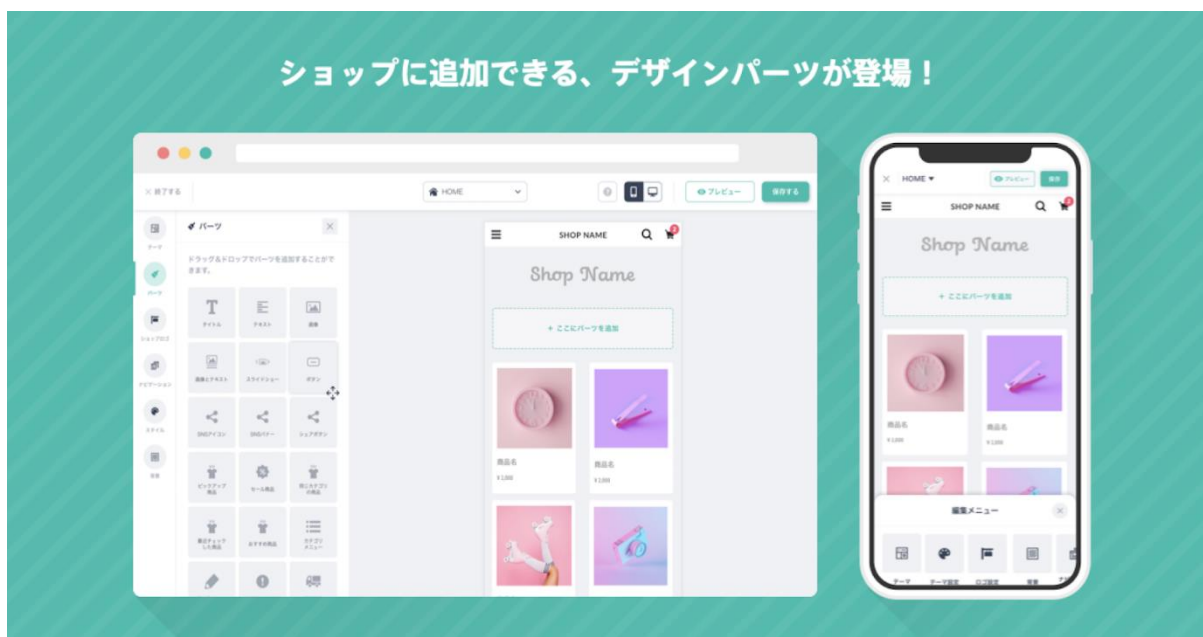 ショップに追加できる、デザインパーツが登場！
× 終了する
HOME
プレビュー
保存する
テーマ
パーツ
ショップロゴ
ナビゲーション
スタイル
背景
パーツ
ドラッグ&ドロップでパーツを追加することがで
きます。
タイトル
テキスト
画像
画像とテキスト
スライドショー
ボタン
SNSアイコン
SNSバナー
シェアボタン
ピックアップ
商品
セール商品
同じカテゴリ
の商品
最近チェック
した商品
おすすめ商品
カテゴリ
メニュー
SHOP NAME
2
Shop Name
+ ここにパーツを追加
商品名
商品名
HOME
プレビュー
保存
SHOP NAME
2
Shop Name
+ ここにパーツを追加
商品名
商品名
編集メニュー
テーマ
テーマ設定
ロゴ設定
背景